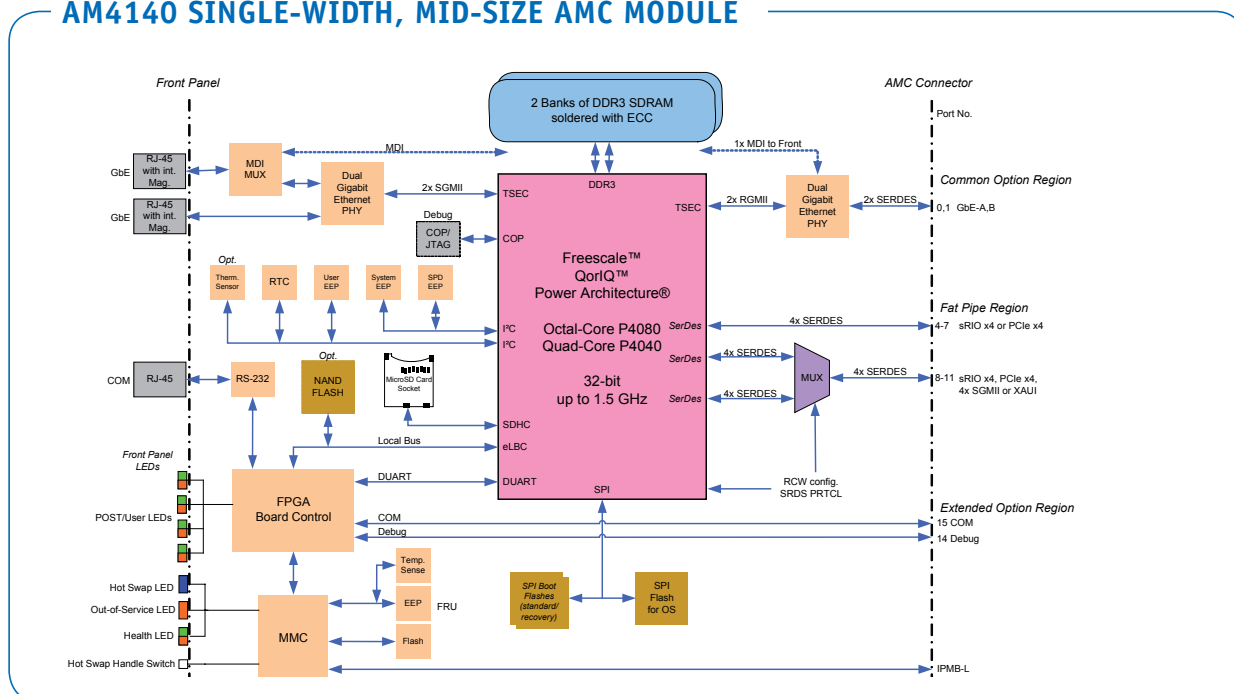 AM4140 SINGLE-WIDTH, MID-SIZE AMC MODULE
Front Panel
AMC Connector
2 Banks of DDR3 SDRAM
soldered with ECC
Port No.
MDI
1x MDI to Front
GbE
RJ-45
with int.
Mag.
MDI
MUX
Dual
Gigabit
Ethernet
PHY
2x SGMII
TSEC
DDR3
TSEC
2x RGMII
Dual
Gigabit
Ethernet
PHY
2x SERDES
Common Option Region
0,1 GbE-A,B
GbE
RJ-45
with int.
Mag.
Debug
COP/
JTAG
COP
Freescale™
QorIQ™
Power Architecture®
Octal-Core P4080
Quad-Core P4040
32-bit
up to 1.5 GHz
Opt.
Therm.
Sensor
RTC
User
EEP
System
EEP
SPD
EEP
I²C
I²C
SerDes
4x SERDES
Fat Pipe Region
4-7 sRIO x4 or PCIe x4
SerDes
4x SERDES
MUX
4x SERDES
8-11 sRIO x4, PCIe x4,
4x SGMII or XAUI
SerDes
4x SERDES
COM
RJ-45
RS-232
Opt.
NAND
FLASH
MicroSD Card
Socket
SDHC
Local Bus
eLBC
Front Panel
LEDs
POST/User LEDs
FPGA
Board Control
DUART
DUART
SPI
RCW config.
SRDS PRTCL
Extended Option Region
COM
15 COM
Debug
14 Debug
Hot Swap LED
Out-of-Service LED
Health LED
Hot Swap Handle Switch
MMC
Temp.
Sense
EEP
FRU
Flash
SPI Boot
Flashes
(standard/
recovery)
SPI
Flash
for OS
IPMB-L